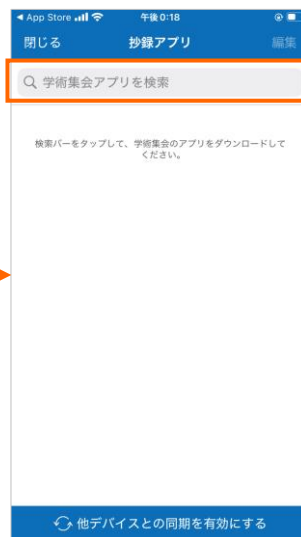 ◀ App Store 午後0:18
閉じる 抄録アプリ 編集
学術集会アプリを検索
検索バーをタップして、学術集会のアプリをダウンロードして
ください。
他デバイスとの同期を有効にする